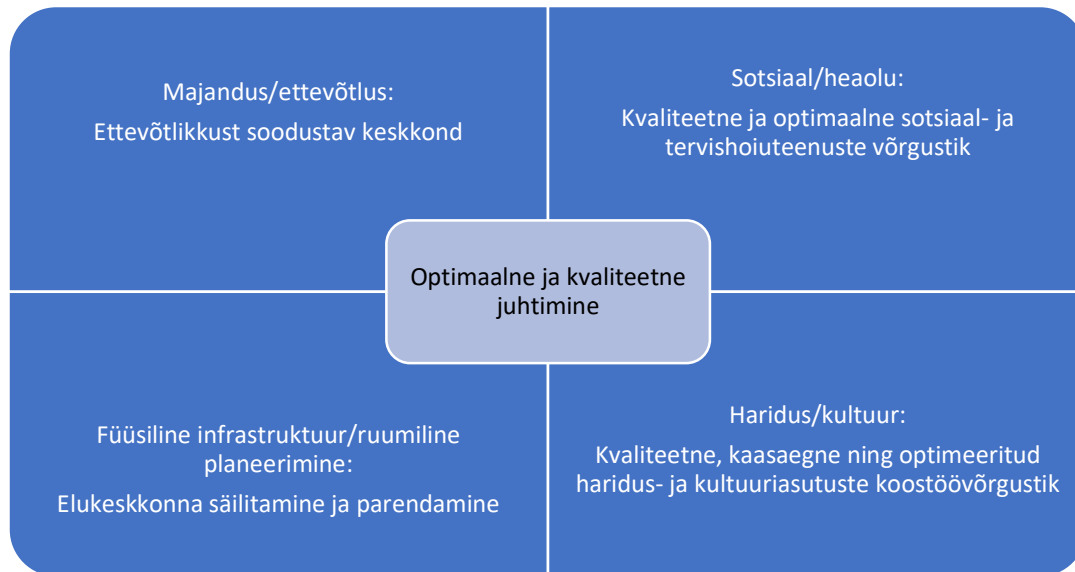 Majandus/ettevõtlus:
Ettevõtlikkust soodustav keskkond
Sotsiaal/heaolu:
Kvaliteetne ja optimaalne sotsiaal- ja
tervishoiuteenuste võrgustik
Optimaalne ja kvaliteetne
juhtimine
Füüsiline infrastruktuur/ruumiline
planeerimine:
Elukeskkonna säilitamine ja parendamine
Haridus/kultuur:
Kvaliteetne, kaasaegne ning optimeeritud
haridus- ja kultuuriasutuste koostöövõrgustik